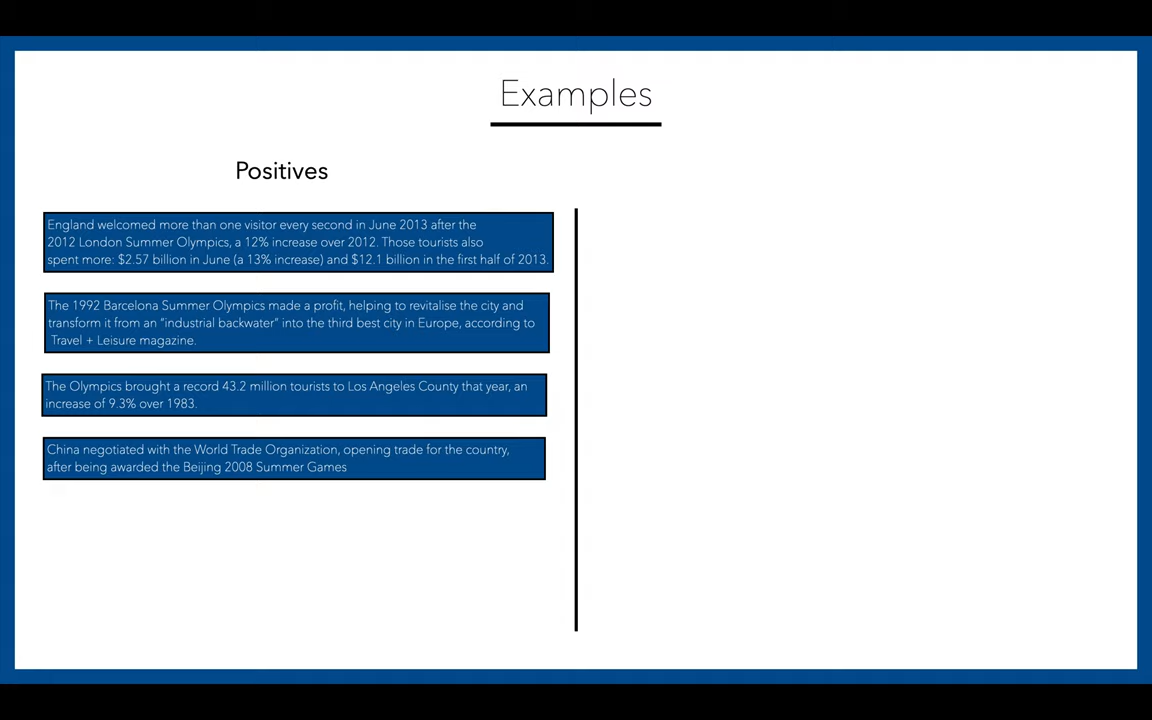 Examples
Positives
England welcomed more than one visitor every second in June 2013 after the
2012 London Summer Olympics, a 12% increase over 2012. Those tourists also
spent more: $2.57 billion in June (a 13% increase) and $12.1 billion in the first half of 2013.
The 1992 Barcelona Summer Olympics made a profit, helping to revitalise the city and
transform it from an "industrial backwater" into the third best city in Europe, according to
Travel + Leisure magazine.
The Olympics brought a record 43.2 million tourists to Los Angeles County that year, an
increase of 9.3% over 1983.
China negotiated with the World Trade Organization, opening trade for the country,
after being awarded the Beijing 2008 Summer Games